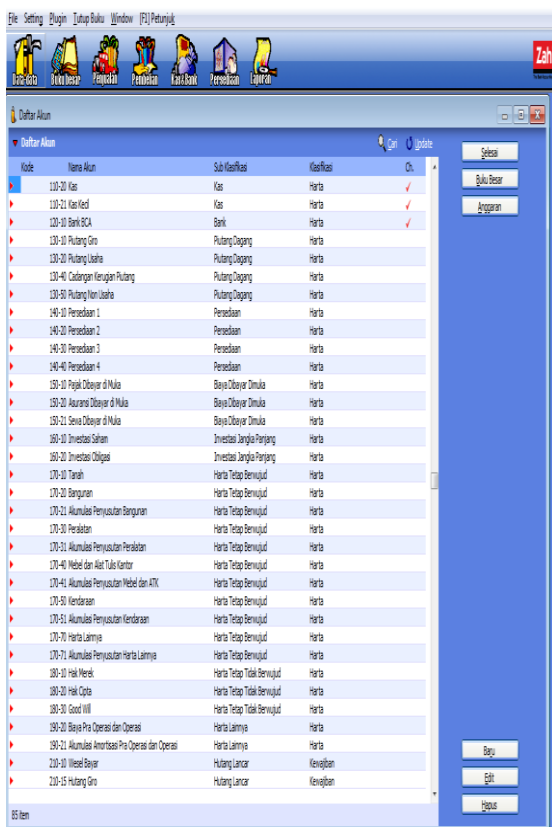 File Setting Plugin Tutup Buku Window [F1] Petunjuk
Data-data Buku Besar Penjualan Pembelian Kas & Bank Persediaan Laporan
Zah
Daftar Akun
Daftar Akun Cari Update
Kode Nama Akun Sub Klasifikasi Klasifikasi Ch.
110-20 Kas Kas Harta
110-21 Kas Kecil Kas Harta
120-10 Bank BCA Bank Harta
130-10 Piutang Giro Piutang Dagang Harta
130-20 Piutang Usaha Piutang Dagang Harta
130-40 Cadangan Kerugian Piutang Piutang Dagang Harta
130-50 Piutang Non Usaha Piutang Dagang Harta
140-10 Persediaan 1 Persediaan Harta
140-20 Persediaan 2 Persediaan Harta
140-30 Persediaan 3 Persediaan Harta
140-40 Persediaan 4 Persediaan Harta
150-10 Pajak Dibayar di Muka Biaya Dibayar Dimuka Harta
150-20 Asuransi Dibayar di Muka Biaya Dibayar Dimuka Harta
150-21 Sewa Dibayar di Muka Biaya Dibayar Dimuka Harta
160-10 Investasi Saham Investasi Jangka Panjang Harta
160-20 Investasi Obligasi Investasi Jangka Panjang Harta
170-10 Tanah Harta Tetap Berwujud Harta
170-20 Bangunan Harta Tetap Berwujud Harta
170-21 Akumulasi Penyusutan Bangunan Harta Tetap Berwujud Harta
170-30 Peralatan Harta Tetap Berwujud Harta
170-31 Akumulasi Penyusutan Peralatan Harta Tetap Berwujud Harta
170-40 Mebel dan Alat Tulis Kantor Harta Tetap Berwujud Harta
170-41 Akumulasi Penyusutan Mebel dan ATK Harta Tetap Berwujud Harta
170-50 Kendaraan Harta Tetap Berwujud Harta
170-51 Akumulasi Penyusutan Kendaraan Harta Tetap Berwujud Harta
170-70 Harta Lainnya Harta Tetap Berwujud Harta
170-71 Akumulasi Penyusutan Harta Lainnya Harta Tetap Berwujud Harta
180-10 Hak Merek Harta Tetap Tidak Berwujud Harta
180-20 Hak Cipta Harta Tetap Tidak Berwujud Harta
180-30 Good Will Harta Tetap Tidak Berwujud Harta
190-20 Biaya Pra Operasi dan Operasi Harta Lainnya Harta
190-21 Akumulasi Amortisasi Pra Operasi dan Operasi Harta Lainnya Harta
210-10 Wesel Bayar Hutang Lancar Kewajiban
210-15 Hutang Giro Hutang Lancar Kewajiban
85 item
Selesai
Buku Besar
Anggaran
Baru
Edit
Hapus